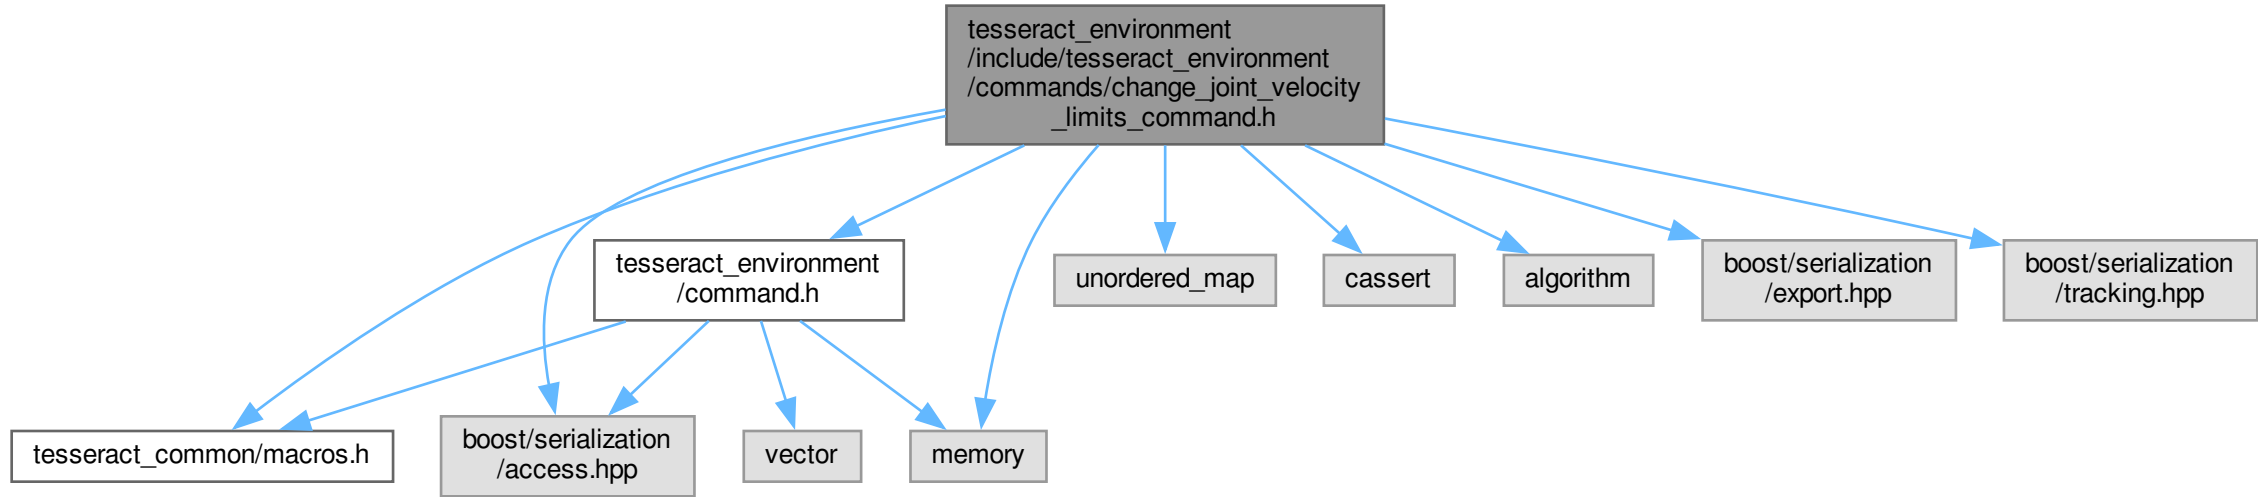 tesseract_environment
/include/tesseract_environment
/commands/change_joint_velocity
_limits_command.h
tesseract_environment
/command.h
unordered_map
cassert
algorithm
boost/serialization
/export.hpp
boost/serialization
/tracking.hpp
tesseract_common/macros.h
boost/serialization
/access.hpp
vector
memory